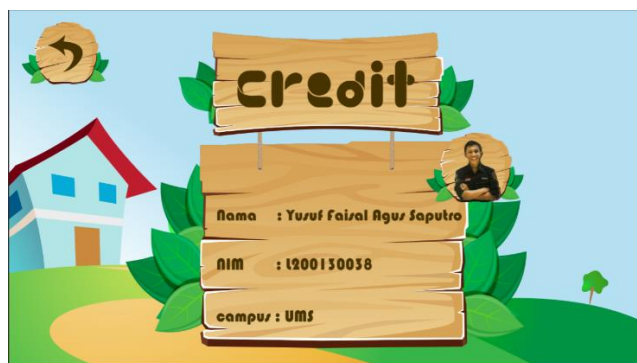 Credit
Nama : Yusuf Faisal Agus Saputro
NIM : L200130038
campus : UMS